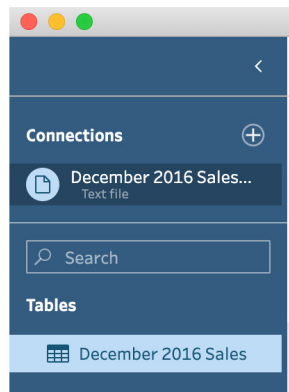 Connections
December 2016 Sales...
Text file
Search
Tables
December 2016 Sales